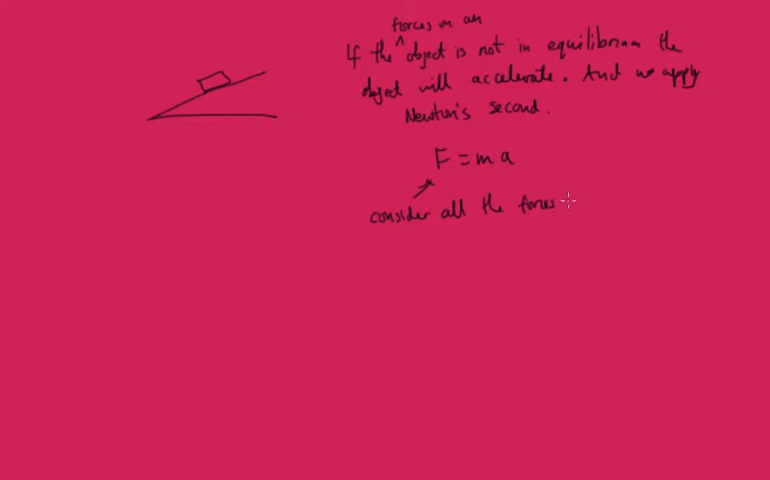 forces on an
If the ^ object is not in equilibrium the
object will accelerate. And we apply
Newton's second.
F = ma
consider all the forces